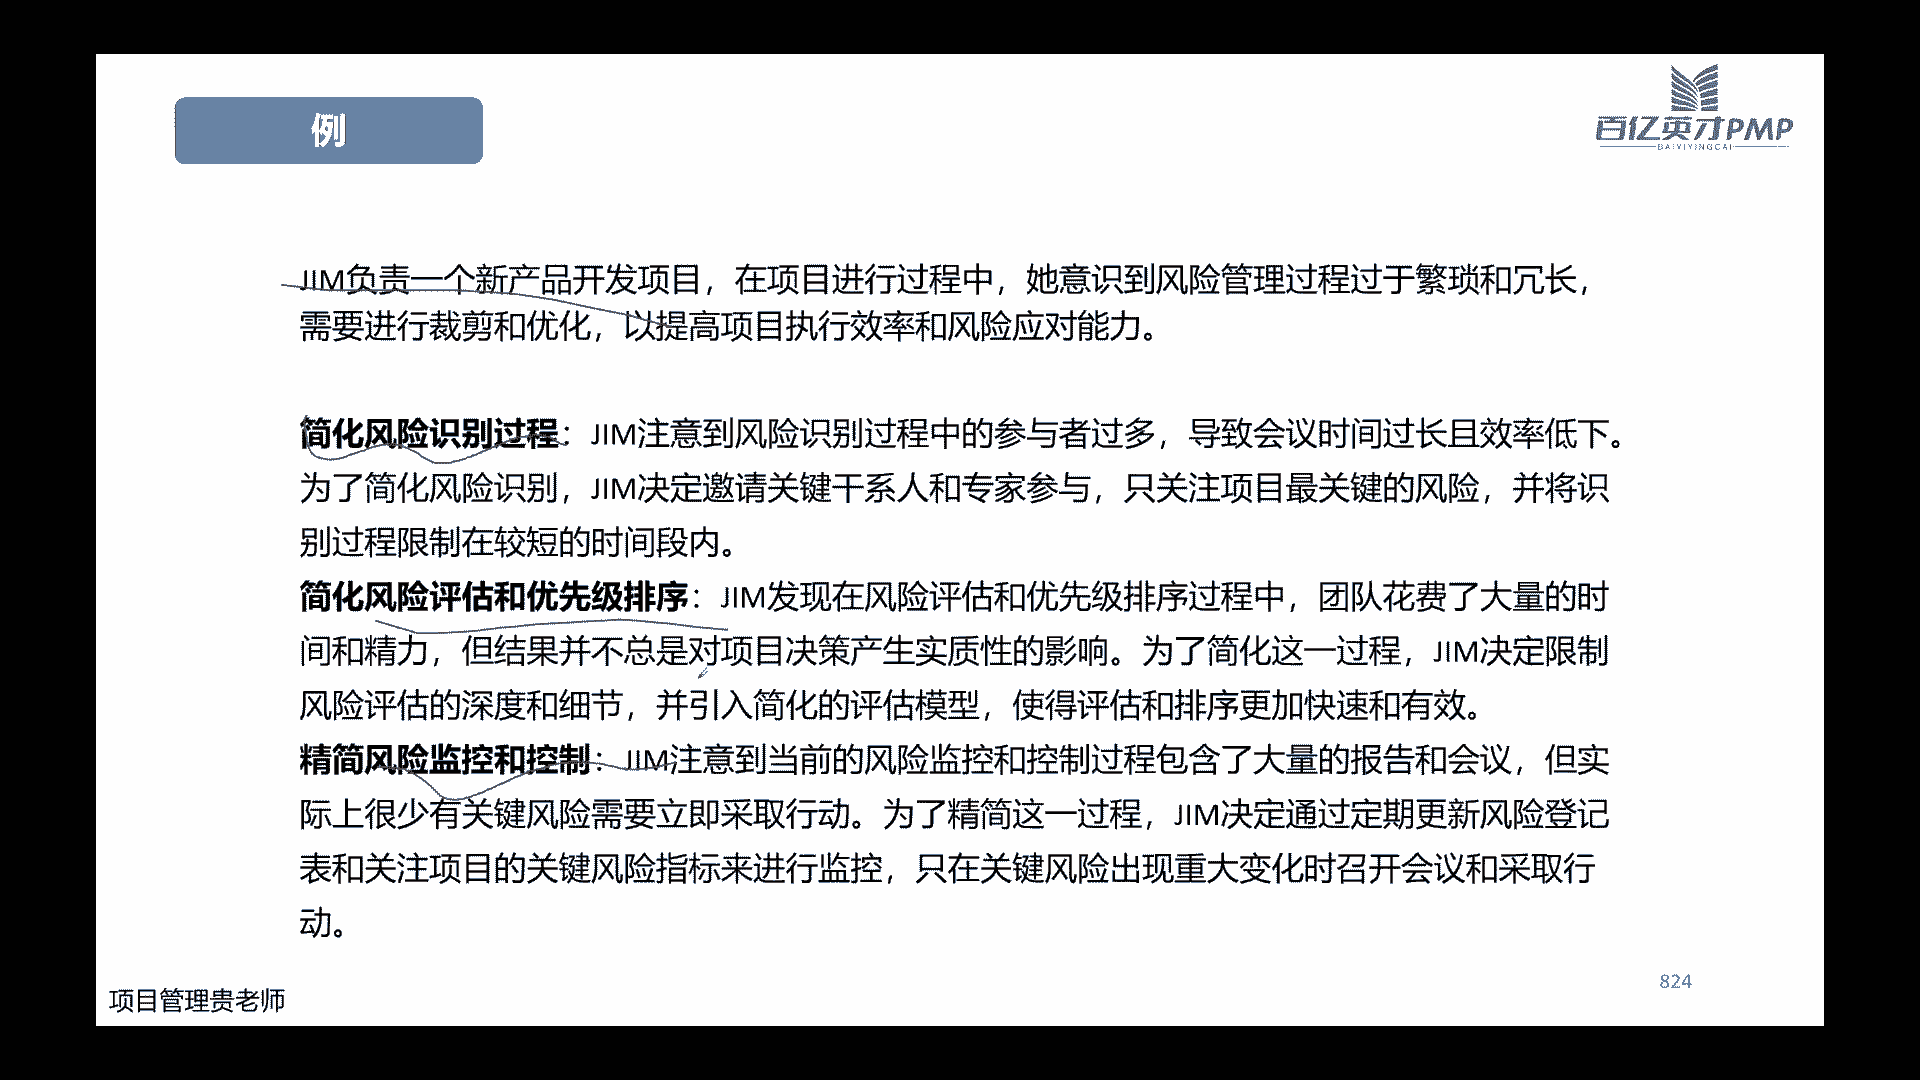 例
百亿英才PMP
BAIYIYINGCAI
JIM负责一个新产品开发项目，在项目进行过程中，她意识到风险管理过程过于繁琐和冗长，
需要进行裁剪和优化，以提高项目执行效率和风险应对能力。
简化风险识别过程：JIM注意到风险识别过程中的参与者过多，导致会议时间过长且效率低下。
为了简化风险识别，JIM决定邀请关键干系人和专家参与，只关注项目最关键的风险，并将识
别过程限制在较短的时间段内。
简化风险评估和优先级排序：JIM发现在风险评估和优先级排序过程中，团队花费了大量的时
间和精力，但结果并不总是对项目决策产生实质性的影响。为了简化这一过程，JIM决定限制
风险评估的深度和细节，并引入简化的评估模型，使得评估和排序更加快速和有效。
精简风险监控和控制：JIM注意到当前的风险监控和控制过程包含了大量的报告和会议，但实
际上很少有关键风险需要立即采取行动。为了精简这一过程，JIM决定通过定期更新风险登记
表和关注项目的关键风险指标来进行监控，只在关键风险出现重大变化时召开会议和采取行
动。
824
项目管理贵老师